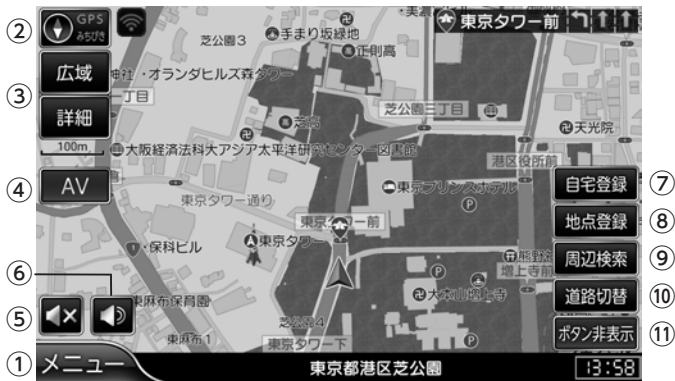 ② GPS みちびき
芝公園3
手まり坂緑地
正則高
東京タワー前
③ 広域
神社・オランダヒルズ森タワー
丁目
詳細
芝公園三丁目
芝高
天光院
100m
大阪経済法科大アジア太平洋研究センター図書館
港区役所前
④ AV
東京タワー通り
東京プリンスホテル
自宅登録 ⑦
地点登録 ⑧
東京タワー前
保科ビル
東京タワー
熊野
周辺検索 ⑨
増上寺前
⑥
大本山増上寺
道路切替 ⑩
⑤
東麻布保育園
芝公園4
ボタン非表示 ⑪
東麻布1
東京タワー下
① メニュー
東京都港区芝公園
13:58